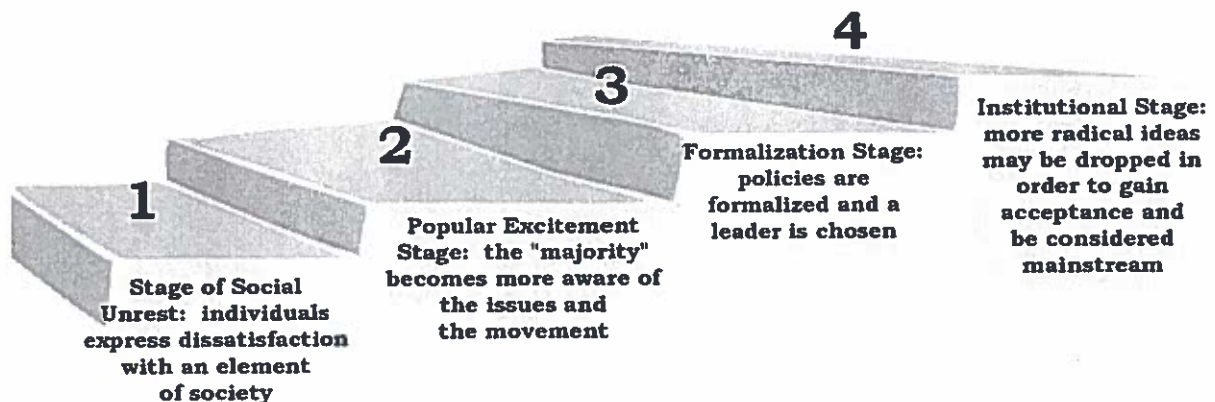 1
Stage of Social
Unrest: individuals
express dissatisfaction
with an element
of society
2
Popular Excitement
Stage: the "majority"
becomes more aware of
the issues and
the movement
3
Formalization Stage:
policies are
formalized and a
leader is chosen
4
Institutional Stage:
more radical ideas
may be dropped in
order to gain
acceptance and
be considered
mainstream